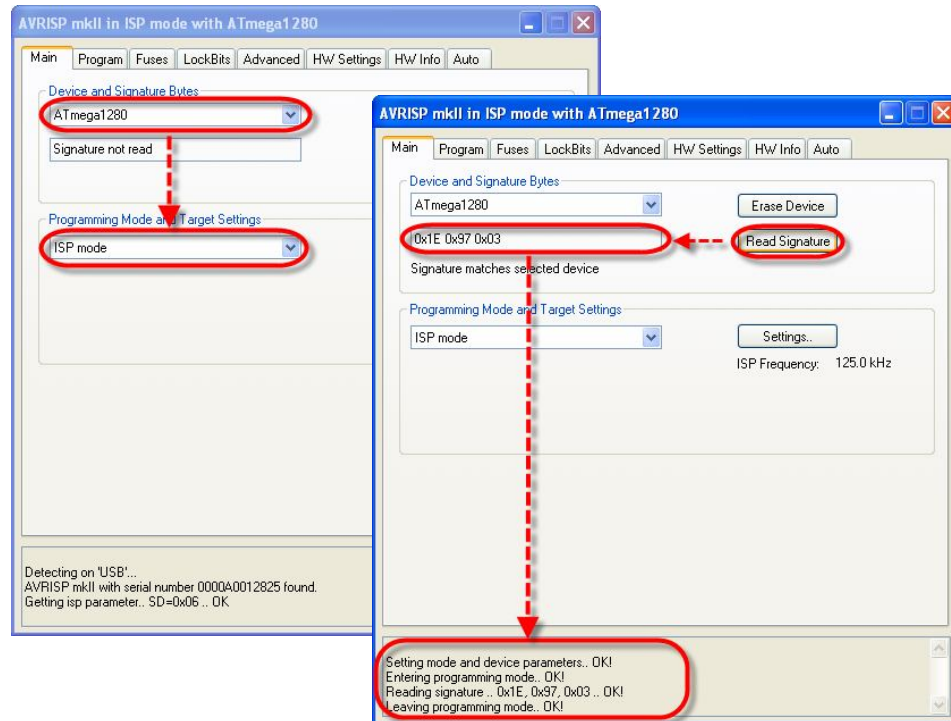 AVRISP mkII in ISP mode with ATmega1280
Main Program Fuses LockBits Advanced HW Settings HW Info Auto
Device and Signature Bytes
ATmega1280
Signature not read
Programming Mode and Target Settings
ISP mode
Detecting on 'USB'...
AVRISP mkII with serial number 0000A0012825 found.
Getting isp parameter.. SD=0x06 .. OK
AVRISP mkII in ISP mode with ATmega1280
Main Program Fuses LockBits Advanced HW Settings HW Info Auto
Device and Signature Bytes
ATmega1280 Erase Device
0x1E 0x97 0x03 Read Signature
Signature matches selected device
Programming Mode and Target Settings
ISP mode Settings..
ISP Frequency: 125.0 kHz
Setting mode and device parameters.. OK!
Entering programming mode.. OK!
Reading signature .. 0x1E, 0x97, 0x03 .. OK!
Leaving programming mode.. OK!